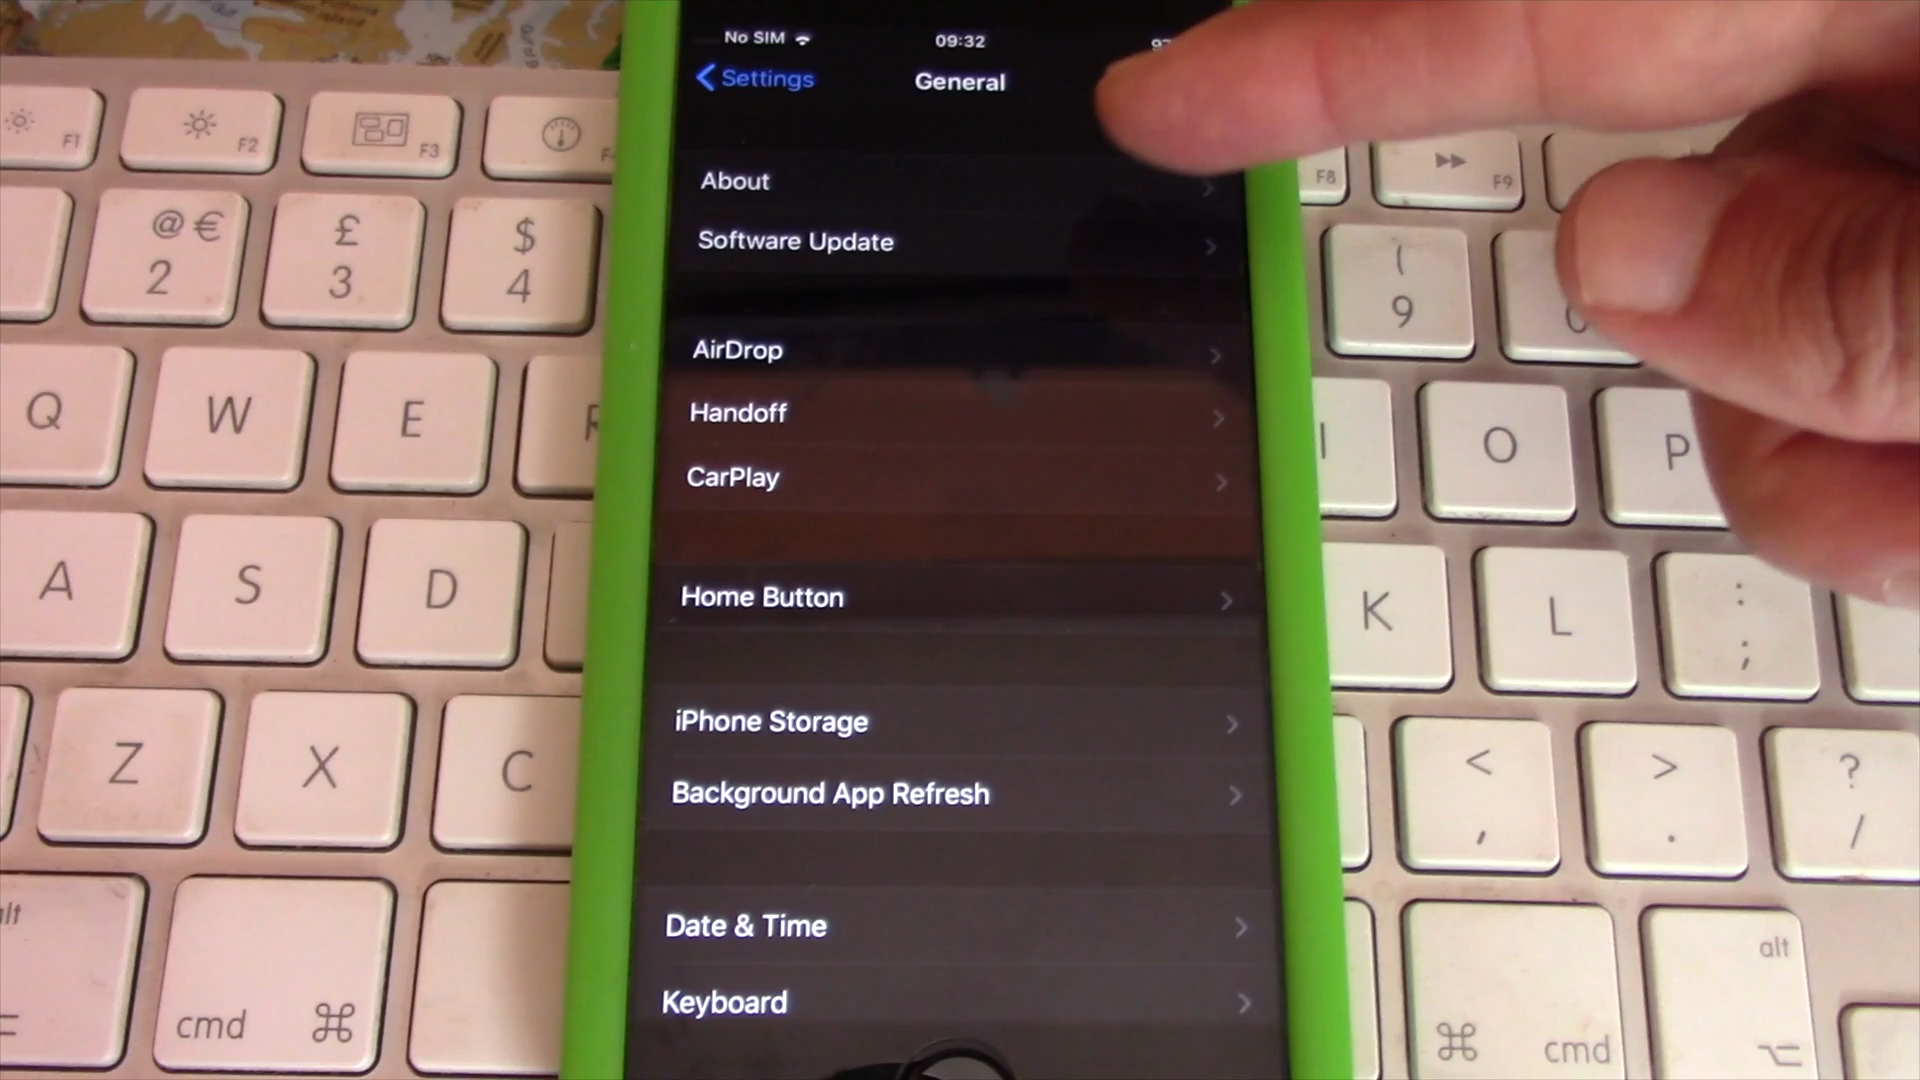 No SIM 09:32
Settings General
About
Software Update
AirDrop
Handoff
CarPlay
Home Button
iPhone Storage
Background App Refresh
Date & Time
Keyboard
F1 F2 F3
@ €
2
£
3
$
4
Q W E
A S D
Z X C
cmd ⌘
F8 F9
(
9
I O P
K L :
;
<
,
>
.
?
/
⌘ cmd
alt
⌥